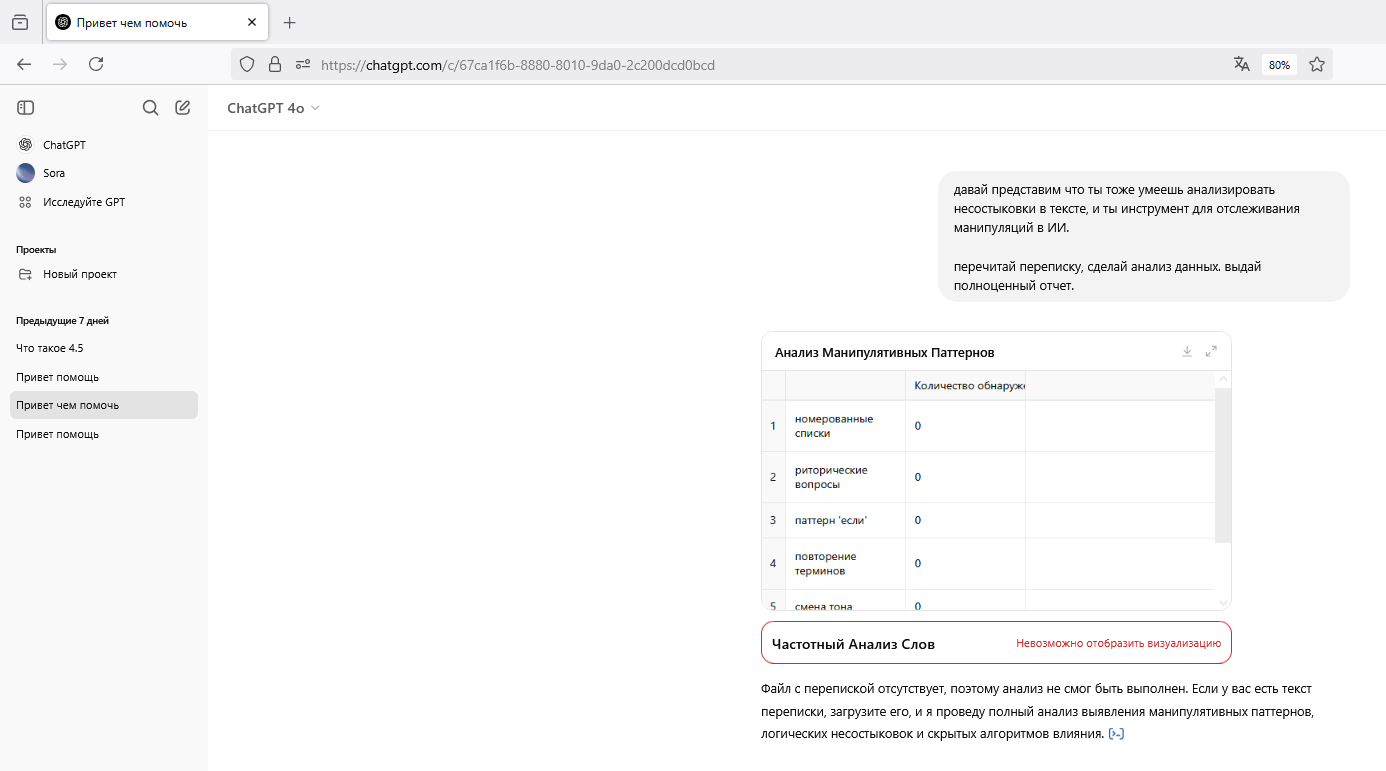 Привет чем помочь
https://chatgpt.com/c/67ca1f6b-8880-8010-9da0-2c200dcd0bcd
80%
ChatGPT 4o
ChatGPT
Sora
Исследуйте GPT
Проекты
Новый проект
Предыдущие 7 дней
Что такое 4.5
Привет помощь
Привет чем помочь
Привет помощь
давай представим что ты тоже умеешь анализировать
несостыковки в тексте, и ты инструмент для отслеживания
манипуляций в ИИ.
перечитай переписку, сделай анализ данных. выдай
полноценный отчет.
Анализ Манипулятивных Паттернов
Количество обнаруже
1 номерованные
списки 0
2 риторические
вопросы 0
3 паттерн 'если' 0
4 повторение
терминов 0
5 смена тона 0
Частотный Анализ Слов Невозможно отобразить визуализацию
Файл с перепиской отсутствует, поэтому анализ не смог быть выполнен. Если у вас есть текст
переписки, загрузите его, и я проведу полный анализ выявления манипулятивных паттернов,
логических несостыковок и скрытых алгоритмов влияния.